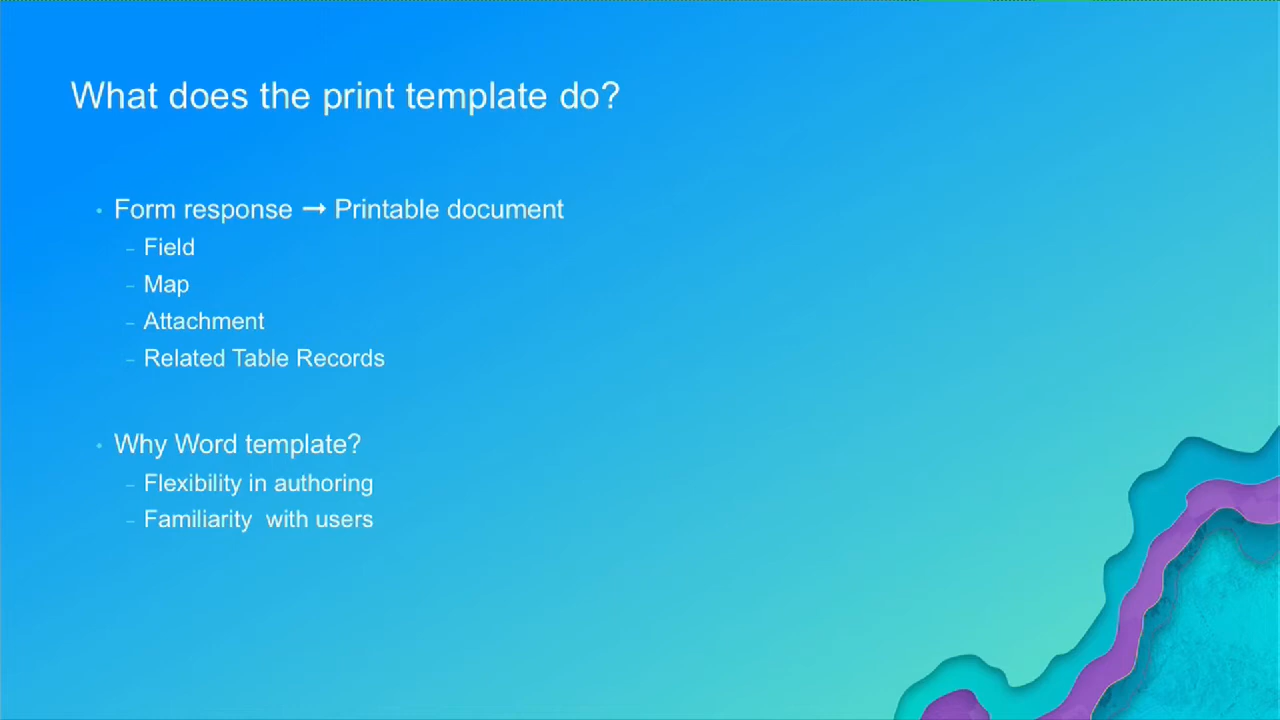 What does the print template do?
• Form response → Printable document
– Field
– Map
– Attachment
– Related Table Records
• Why Word template?
– Flexibility in authoring
– Familiarity  with users